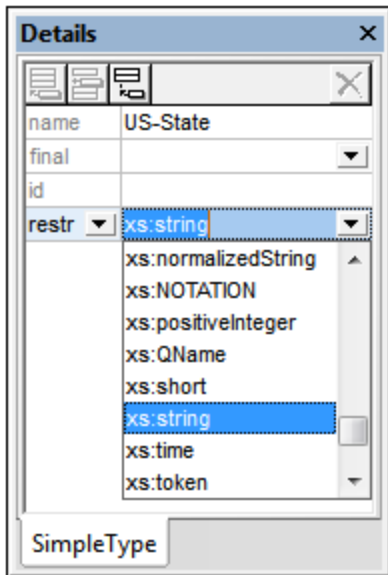 Details
name US-State
final
id
restr xs:string
xs:normalizedString
xs:NOTATION
xs:positiveInteger
xs:QName
xs:short
xs:string
xs:time
xs:token
SimpleType